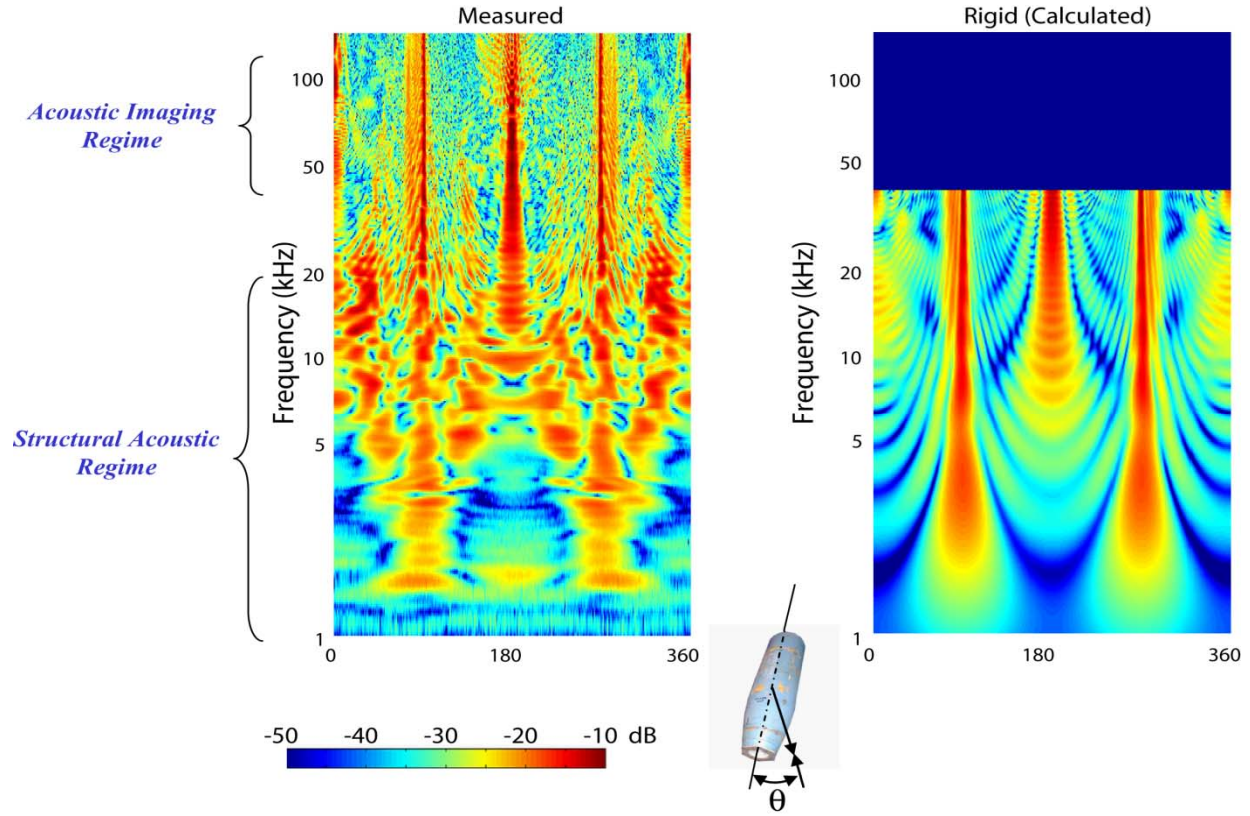 Measured
Rigid (Calculated)
Acoustic Imaging
Regime
Structural Acoustic
Regime
Frequency (kHz)
100
50
20
10
5
1
0
180
360
Frequency (kHz)
100
50
20
10
5
1
0
180
360
-50
-40
-30
-20
-10
dB
θ